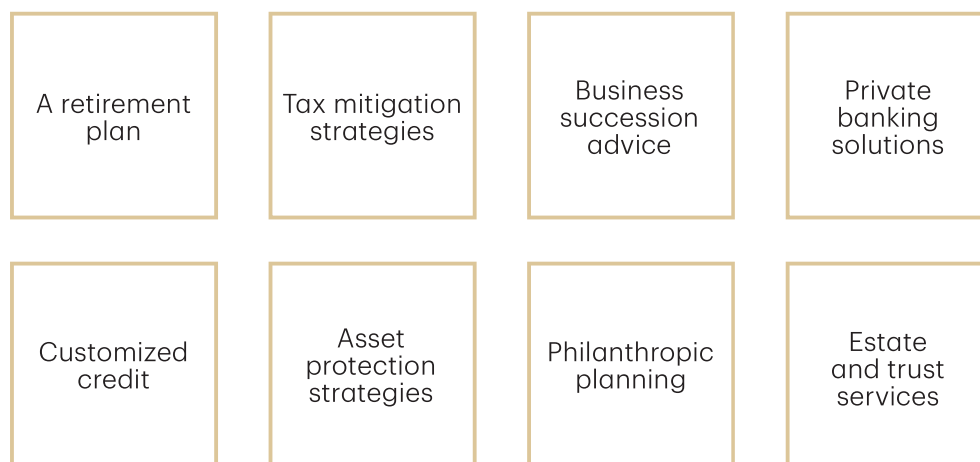 A retirement
plan
Tax mitigation
strategies
Business
succession
advice
Private
banking
solutions
Customized
credit
Asset
protection
strategies
Philanthropic
planning
Estate
and trust
services